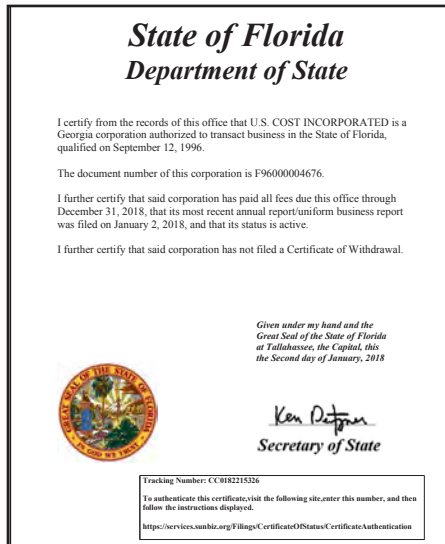 State of Florida
Department of State
I certify from the records of this office that U.S. COST INCORPORATED is a
Georgia corporation authorized to transact business in the State of Florida,
qualified on September 12, 1996.
The document number of this corporation is F96000004676.
I further certify that said corporation has paid all fees due this office through
December 31, 2018, that its most recent annual report/uniform business report
was filed on January 2, 2018, and that its status is active.
I further certify that said corporation has not filed a Certificate of Withdrawal.
Given under my hand and the
Great Seal of the State of Florida
at Tallahassee, the Capital, this
the Second day of January, 2018
GREAT SEAL OF THE STATE OF FLORIDA
IN GOD WE TRUST
Ken Detzner
Secretary of State
Tracking Number: CC0182215326
To authenticate this certificate,visit the following site,enter this number, and then
follow the instructions displayed.
https://services.sunbiz.org/Filings/CertificateOfStatus/CertificateAuthentication